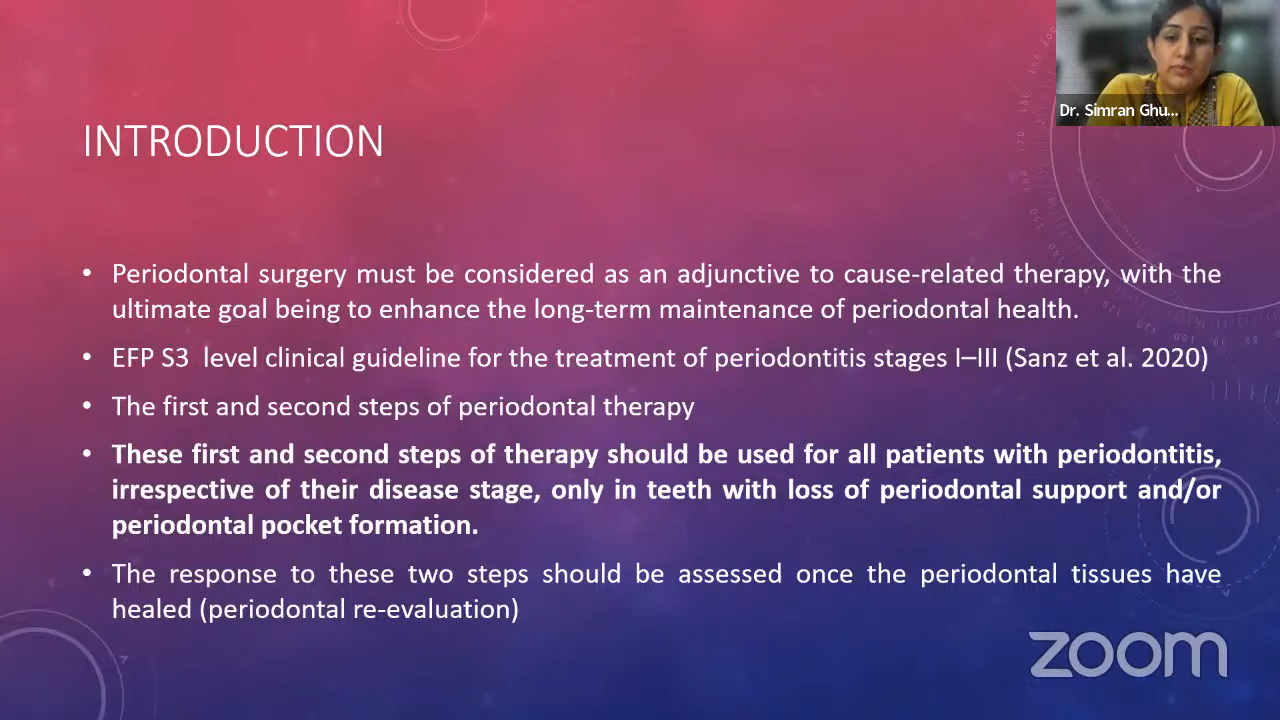 Dr. Simran Ghu...
INTRODUCTION
• Periodontal surgery must be considered as an adjunctive to cause-related therapy, with the
ultimate goal being to enhance the long-term maintenance of periodontal health.
• EFP S3 level clinical guideline for the treatment of periodontitis stages I–III (Sanz et al. 2020)
• The first and second steps of periodontal therapy
• These first and second steps of therapy should be used for all patients with periodontitis,
irrespective of their disease stage, only in teeth with loss of periodontal support and/or
periodontal pocket formation.
• The response to these two steps should be assessed once the periodontal tissues have
healed (periodontal re-evaluation)
zoom